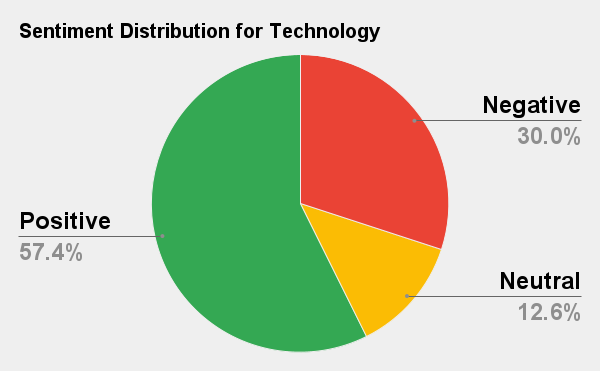 Sentiment Distribution for Technology
Negative
30.0%
Positive
57.4%
Neutral
12.6%